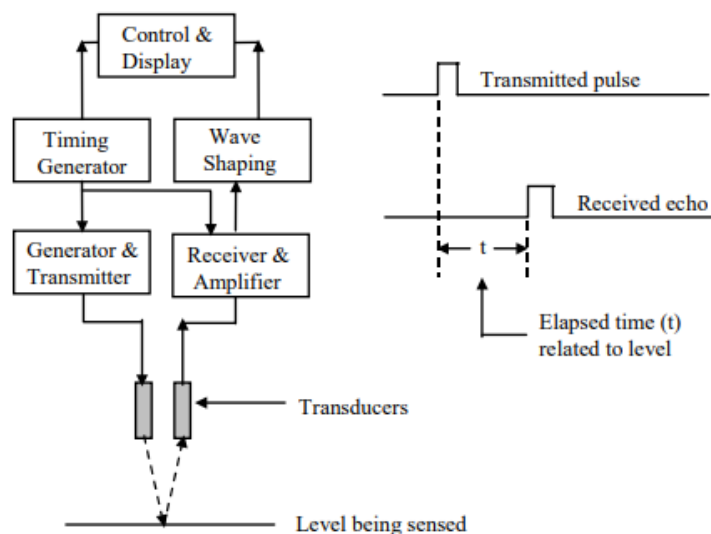 Control &
Display
Timing
Generator
Wave
Shaping
Generator &
Transmitter
Receiver &
Amplifier
Transducers
Level being sensed
Transmitted pulse
Received echo
t
Elapsed time (t)
related to level